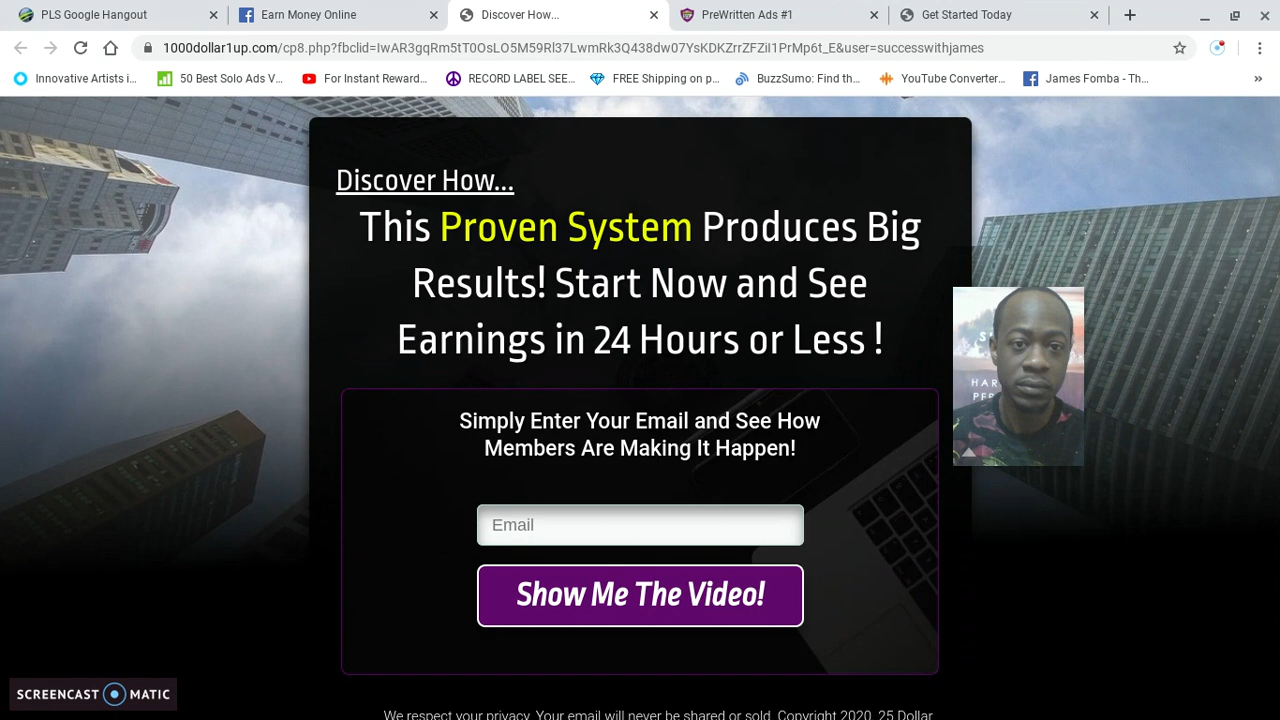 PLS Google Hangout
Earn Money Online
Discover How...
PreWritten Ads #1
Get Started Today
1000dollar1up.com/cp8.php?fbclid=IwAR3gqRm5tT0OsLO5M59Rl37LwmRk3Q438dw07YsKDKZrrZFZiI1PrMp6t_E&user=successwithjames
Innovative Artists i...
50 Best Solo Ads V...
For Instant Reward...
RECORD LABEL SEE...
FREE Shipping on p...
BuzzSumo: Find th...
YouTube Converter...
James Fomba - Th...
Discover How...
This Proven System Produces Big
Results! Start Now and See
Earnings in 24 Hours or Less !
Simply Enter Your Email and See How
Members Are Making It Happen!
Email
Show Me The Video!
SCREENCAST MATIC
We respect your privacy. Your email will never be shared or sold. Copyright 2020. 25 Dollar